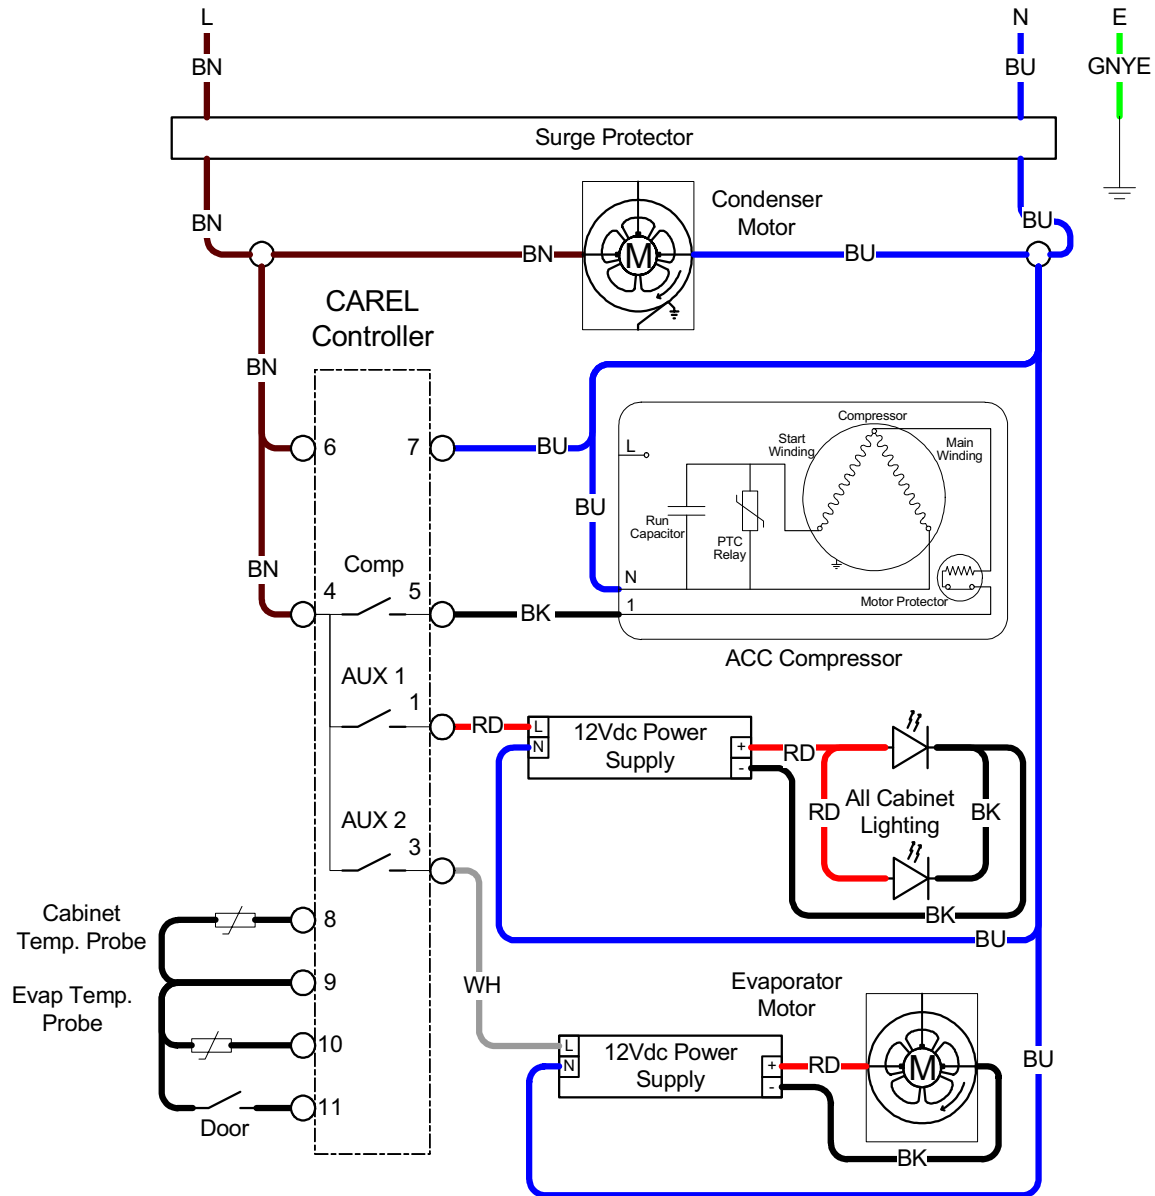 L
N
E
BN
BU
GNYE
Surge Protector
BN
Condenser
Motor
BU
BN
M
BU
CAREL
Controller
BN
6
7
BU
Compressor
L
Start
Winding
Main
Winding
BU
Run
Capacitor
PTC
Relay
BN
Comp
N
4
5
BK
1
Motor Protector
ACC Compressor
AUX 1
1
RD
L
N
12Vdc Power
Supply
+
-
RD
RD
All Cabinet
Lighting
BK
AUX 2
3
BK
BU
Cabinet
Temp. Probe
8
9
WH
Evap Temp.
Probe
10
Evaporator
Motor
L
N
12Vdc Power
Supply
+
-
RD
M
BU
11
Door
BK